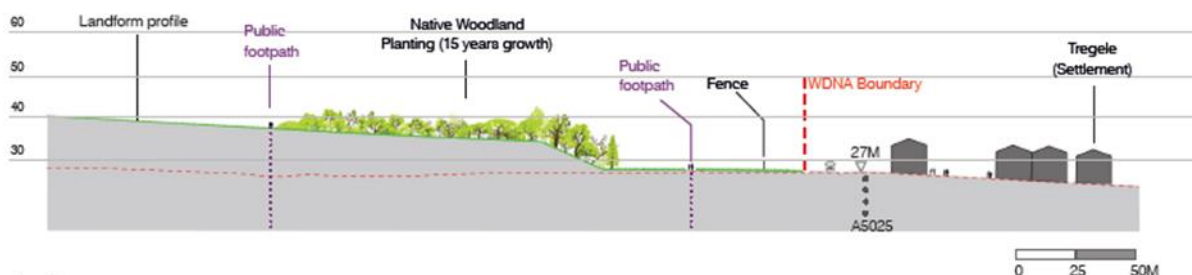 60
50
40
30
Landform profile
Public
footpath
Native Woodland
Planting (15 years growth)
Public
footpath
Fence
WDNA Boundary
Tregele
(Settlement)
27M
A5025
0 25 50M